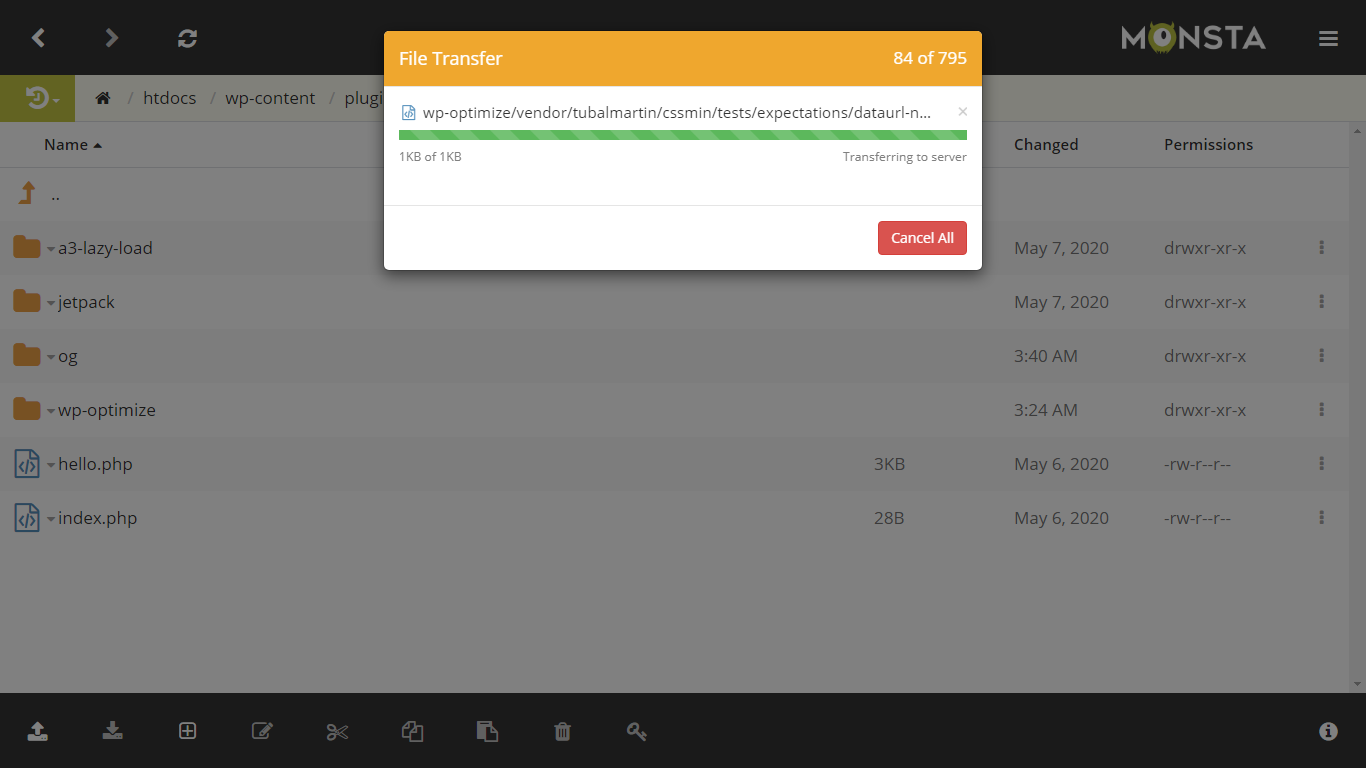 MONSTA
File Transfer 84 of 795
wp-optimize/vendor/tubalmartin/cssmin/tests/expectations/dataurl-n... ×
1KB of 1KB Transferring to server
Cancel All
/ htdocs / wp-content / plugi
Name Changed Permissions
..
a3-lazy-load May 7, 2020 drwxr-xr-x
jetpack May 7, 2020 drwxr-xr-x
og 3:40 AM drwxr-xr-x
wp-optimize 3:24 AM drwxr-xr-x
hello.php 3KB May 6, 2020 -rw-r--r--
index.php 28B May 6, 2020 -rw-r--r--